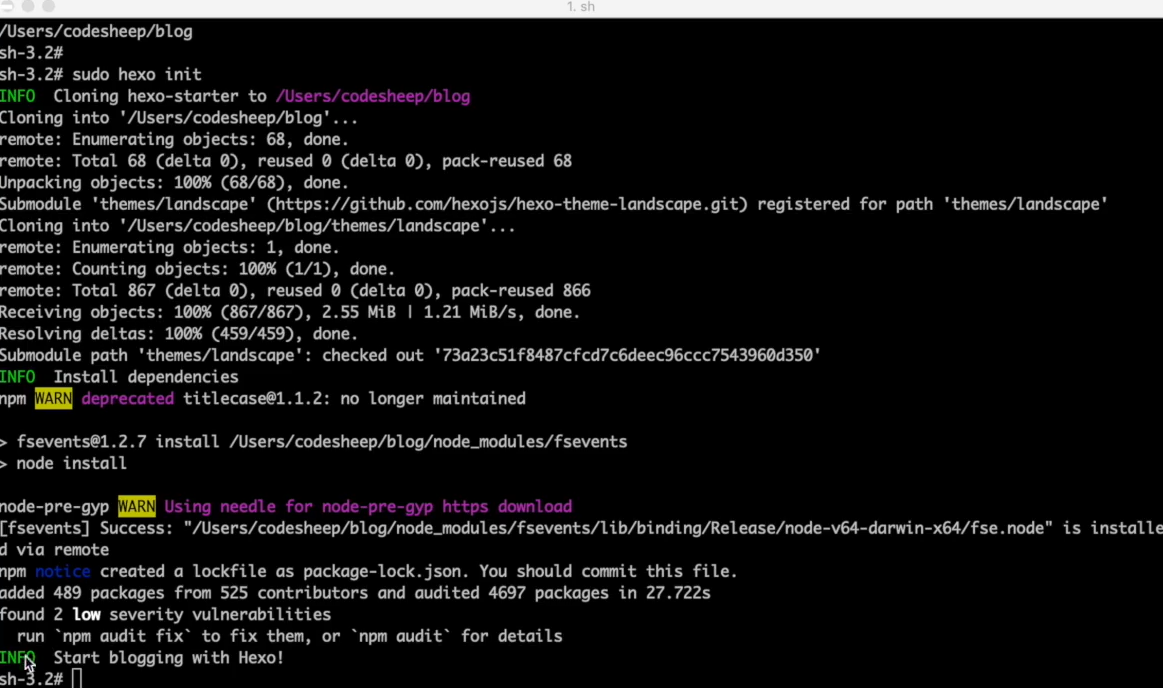 1. sh
/Users/codesheep/blog
sh-3.2#
sh-3.2# sudo hexo init
INFO  Cloning hexo-starter to /Users/codesheep/blog
Cloning into '/Users/codesheep/blog'...
remote: Enumerating objects: 68, done.
remote: Total 68 (delta 0), reused 0 (delta 0), pack-reused 68
Unpacking objects: 100% (68/68), done.
Submodule 'themes/landscape' (https://github.com/hexojs/hexo-theme-landscape.git) registered for path 'themes/landscape'
Cloning into '/Users/codesheep/blog/themes/landscape'...
remote: Enumerating objects: 1, done.
remote: Counting objects: 100% (1/1), done.
remote: Total 867 (delta 0), reused 0 (delta 0), pack-reused 866
Receiving objects: 100% (867/867), 2.55 MiB | 1.21 MiB/s, done.
Resolving deltas: 100% (459/459), done.
Submodule path 'themes/landscape': checked out '73a23c51f8487cfcd7c6deec96ccc7543960d350'
INFO  Install dependencies
npm WARN deprecated titlecase@1.1.2: no longer maintained
> fsevents@1.2.7 install /Users/codesheep/blog/node_modules/fsevents
> node install
node-pre-gyp WARN Using needle for node-pre-gyp https download
[fsevents] Success: "/Users/codesheep/blog/node_modules/fsevents/lib/binding/Release/node-v64-darwin-x64/fse.node" is installe
d via remote
npm notice created a lockfile as package-lock.json. You should commit this file.
added 489 packages from 525 contributors and audited 4697 packages in 27.722s
found 2 low severity vulnerabilities
  run `npm audit fix` to fix them, or `npm audit` for details
INFO  Start blogging with Hexo!
sh-3.2#